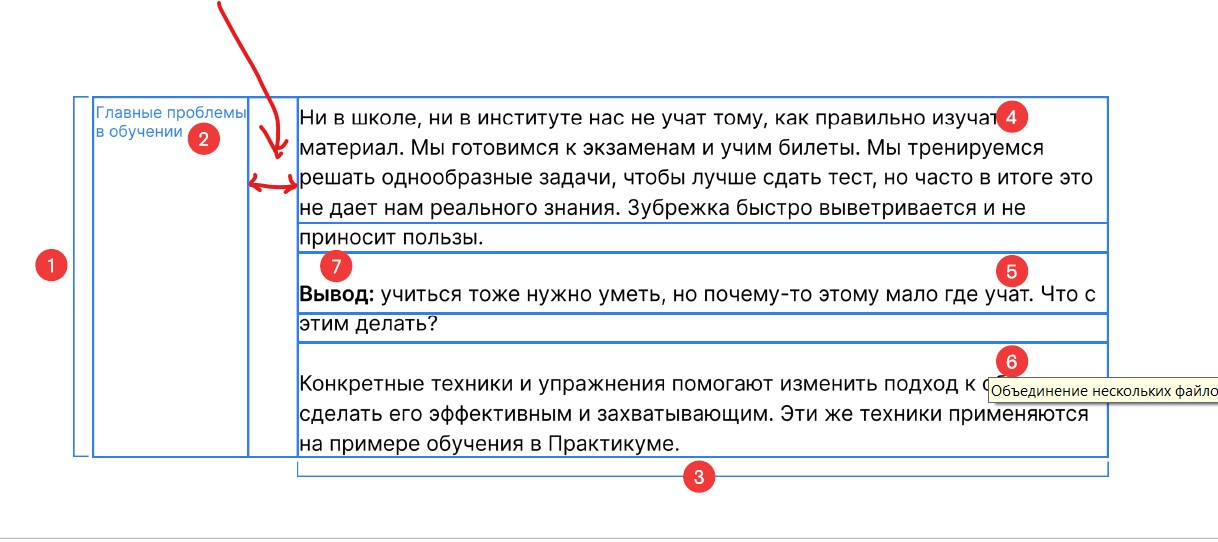 Главные проблемы
в обучении
2
Ни в школе, ни в институте нас не учат тому, как правильно изучат
4
материал. Мы готовимся к экзаменам и учим билеты. Мы тренируемся
решать однообразные задачи, чтобы лучше сдать тест, но часто в итоге это
не дает нам реального знания. Зубрежка быстро выветривается и не
приносит пользы.
1
7
5
Вывод: учиться тоже нужно уметь, но почему-то этому мало где учат. Что с
этим делать?
6
Конкретные техники и упражнения помогают изменить подход к
Объединение нескольких файло
сделать его эффективным и захватывающим. Эти же техники применяются
на примере обучения в Практикуме.
3